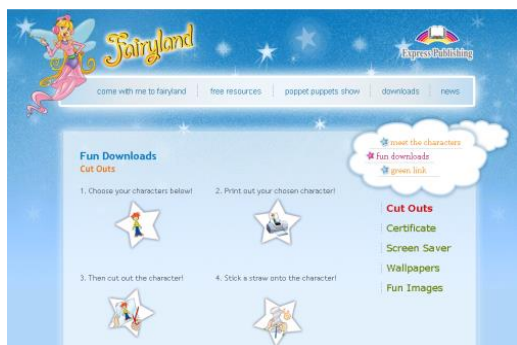 Fairyland
Express Publishing
come with me to fairyland
free resources
poppet puppets show
downloads
news
meet the characters
fun downloads
green link
Fun Downloads
Cut Outs
1. Choose your characters below!
2. Print out your chosen character!
3. Then cut out the character!
4. Stick a straw onto the character!
Cut Outs
Certificate
Screen Saver
Wallpapers
Fun Images